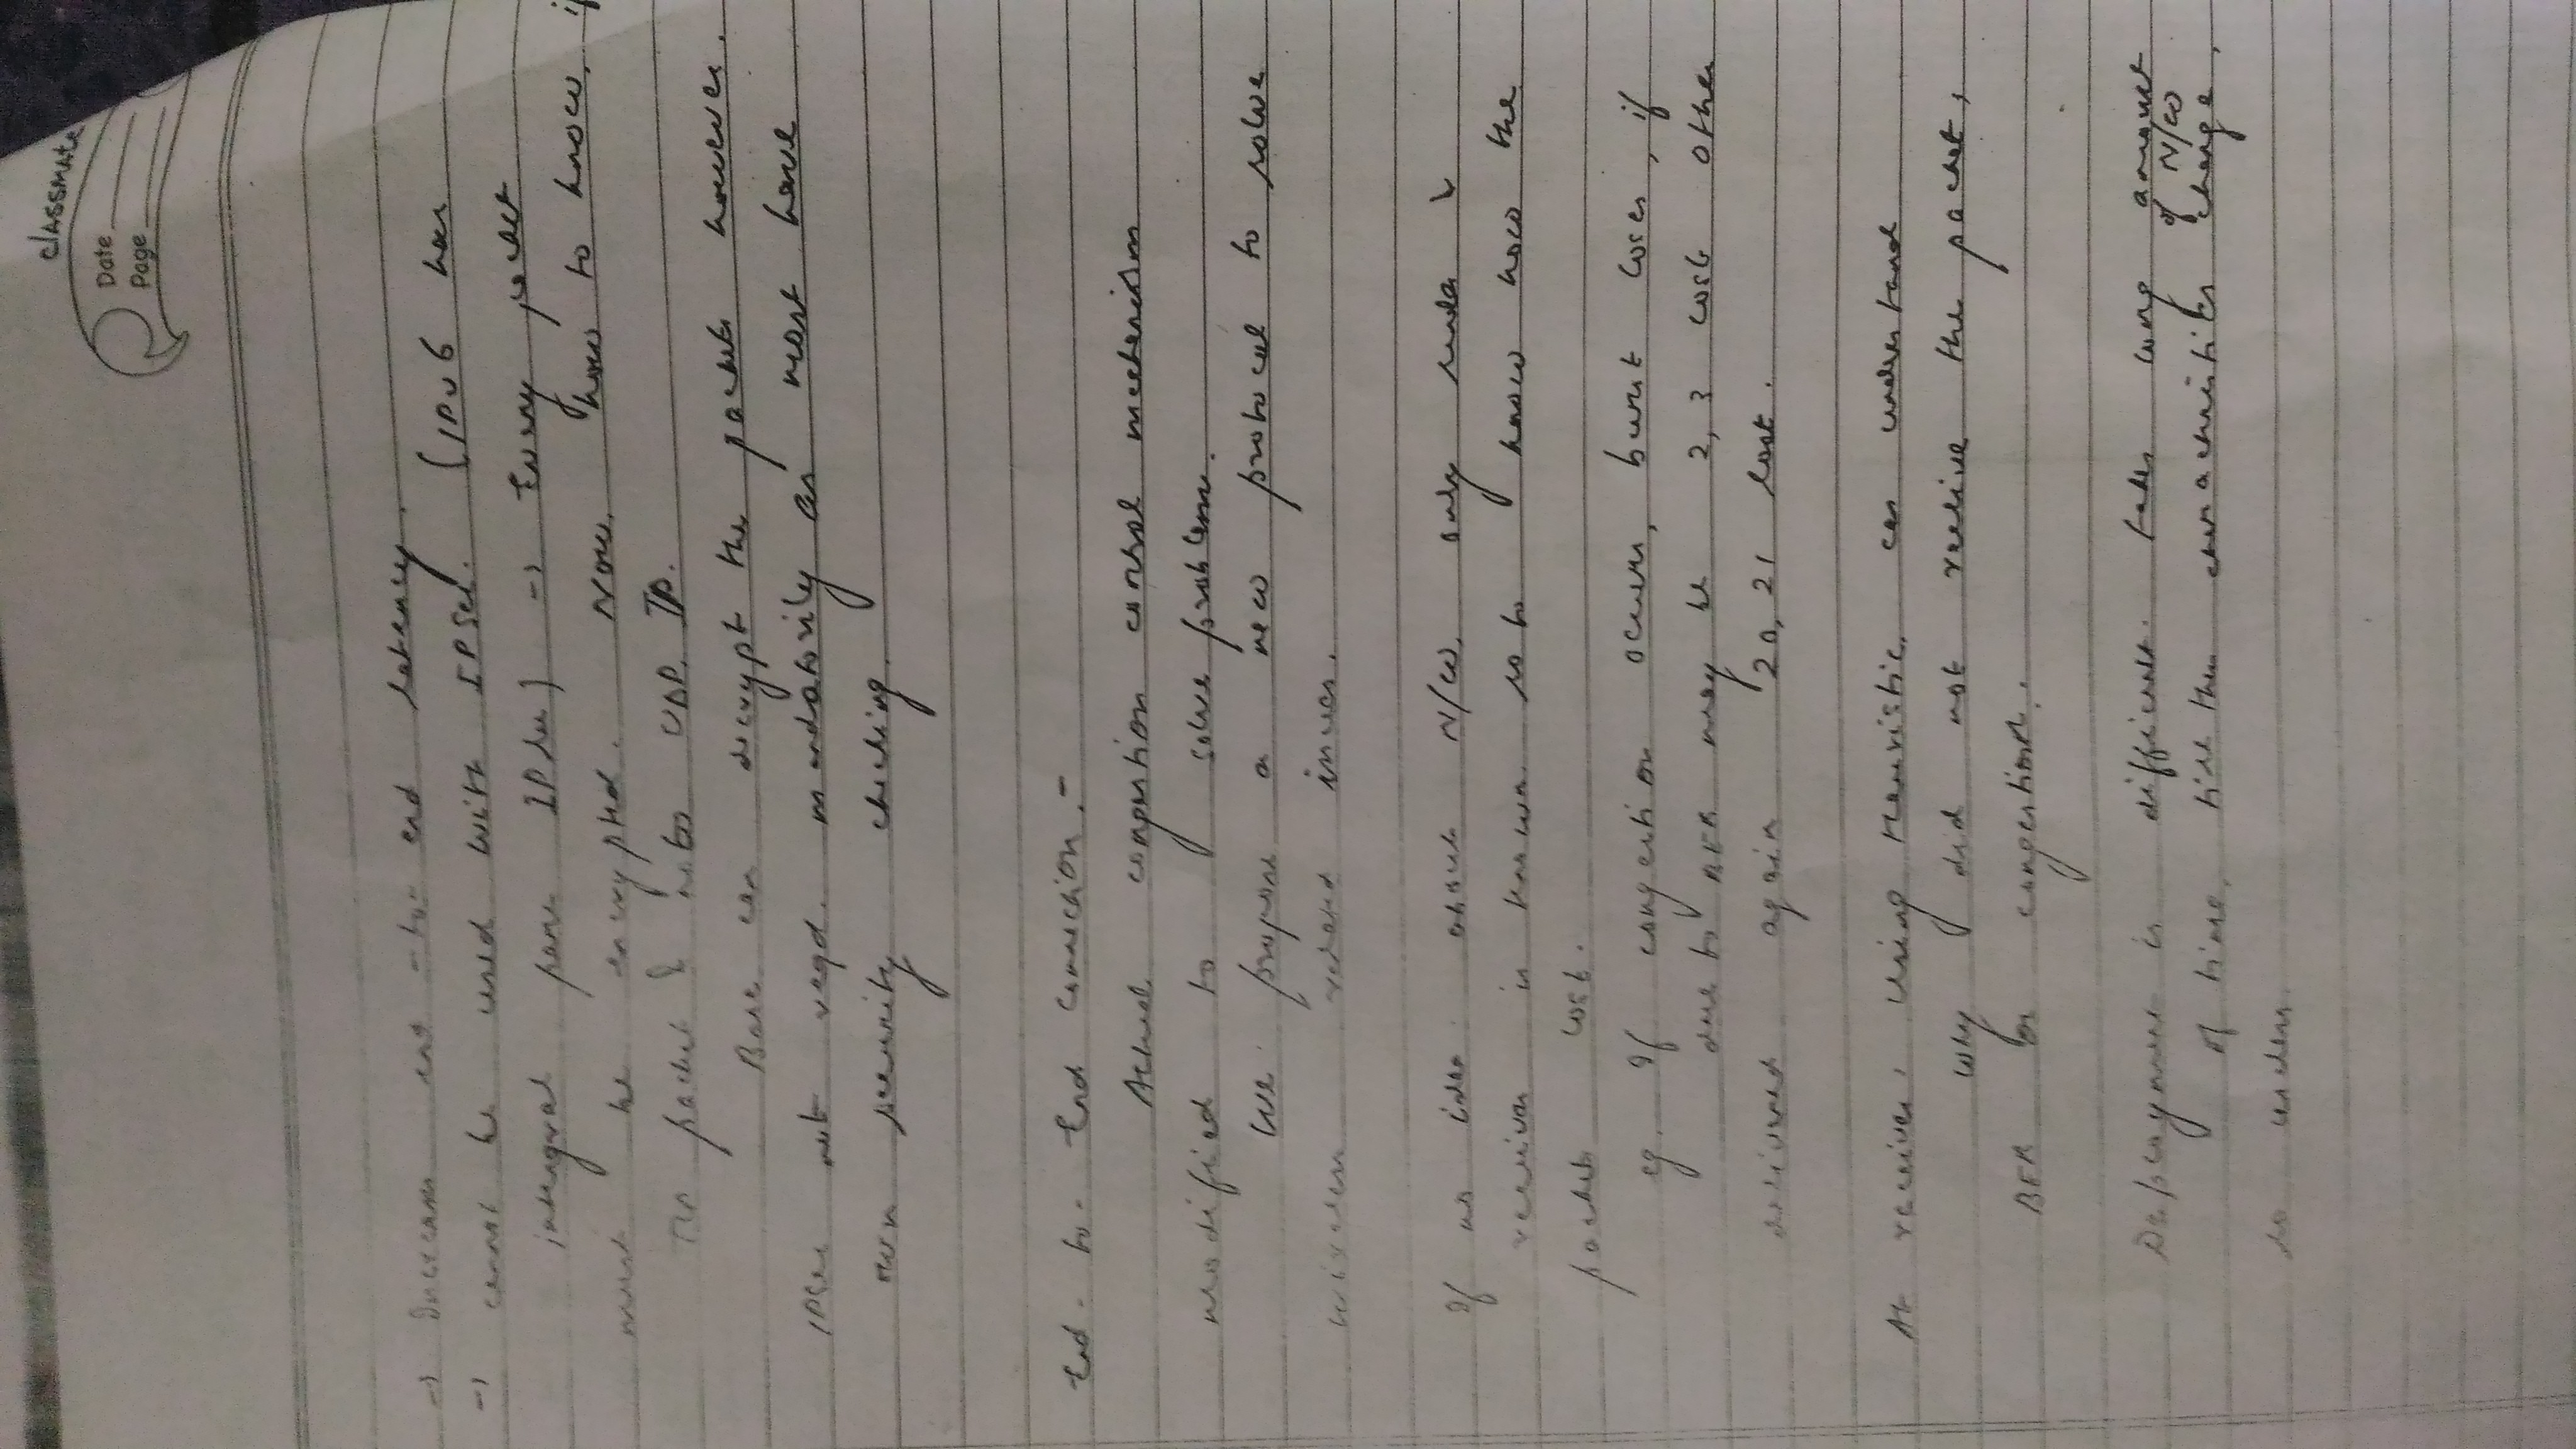 classmate
Date
Page
→ Increases end-to-end latency.
→ cannot be used with IPSec. (IPv6 has
intergral part IPSec) → Every packet
must be encrypted. Now, how to know, if
TCP packet & not UDP, IP.
Base can decrypt the packets however.
IPSec not reqd. mandatorily as most have
own security checking.
End-to-End Connection :-
Actual congestion control mechanism
modified to solve problem.
We propose a new protocol to solve
wireless related issues.
If no idea about N/W, only sender &
receiver is known so to know how the
packets lost.
eg. If congestion occurs, burst loses, if
due to BER may be 2, 3 lost other
delivered again 20, 21 lost.
At receiver, Using Heuristic, can understand
why did not receive the packet,
BER or congestion.
Deployment is difficult. takes long amount
of time, till then characteristics of N/W change,
so useless.